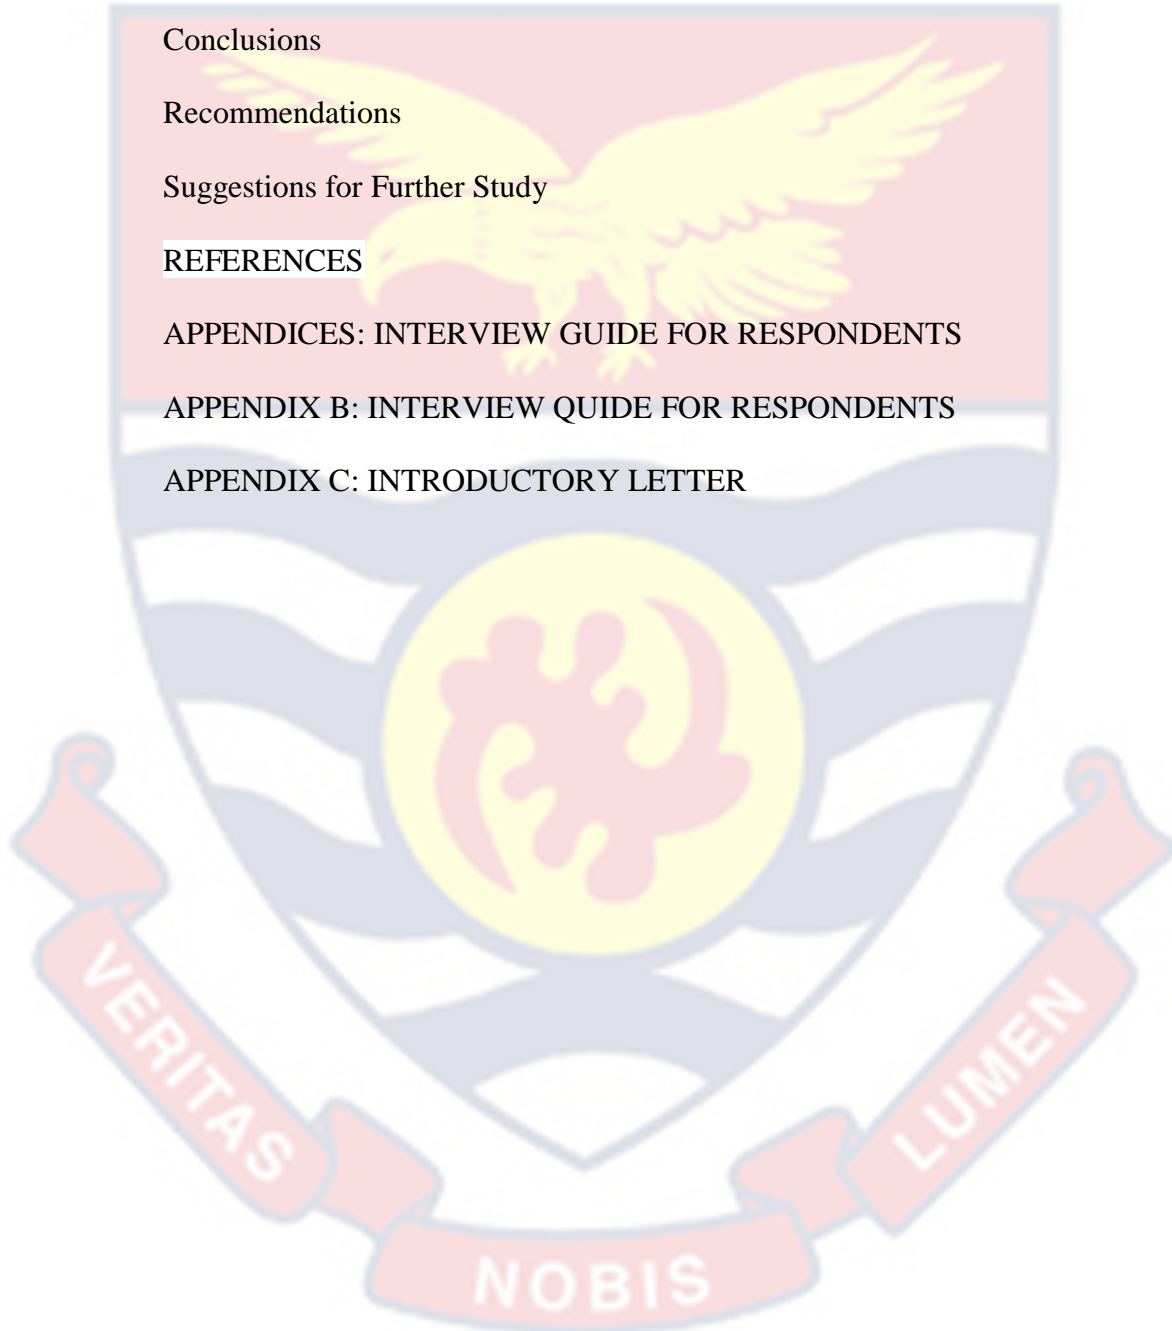 Conclusions
Recommendations
Suggestions for Further Study
REFERENCES
APPENDICES: INTERVIEW GUIDE FOR RESPONDENTS
APPENDIX B: INTERVIEW QUIDE FOR RESPONDENTS
APPENDIX C: INTRODUCTORY LETTER
VERITAS
NOBIS
LUMEN